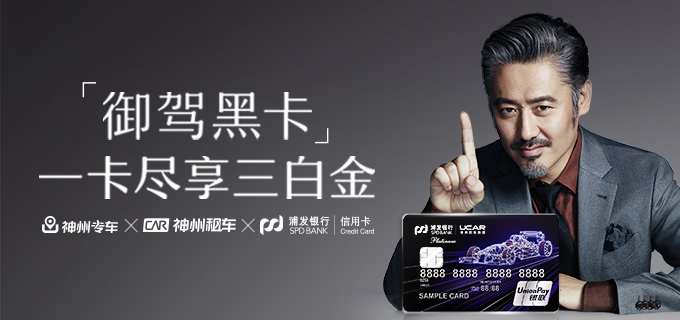 「御驾黑卡」
一卡尽享三白金
神州专车 × CAR 神州租车 × 浦发银行 SPD BANK 信用卡 Credit Card
浦发银行 SPD BANK UCAR
Platinum
8888 8888 8888 8888
88/88
SAMPLE CARD
UnionPay
银联